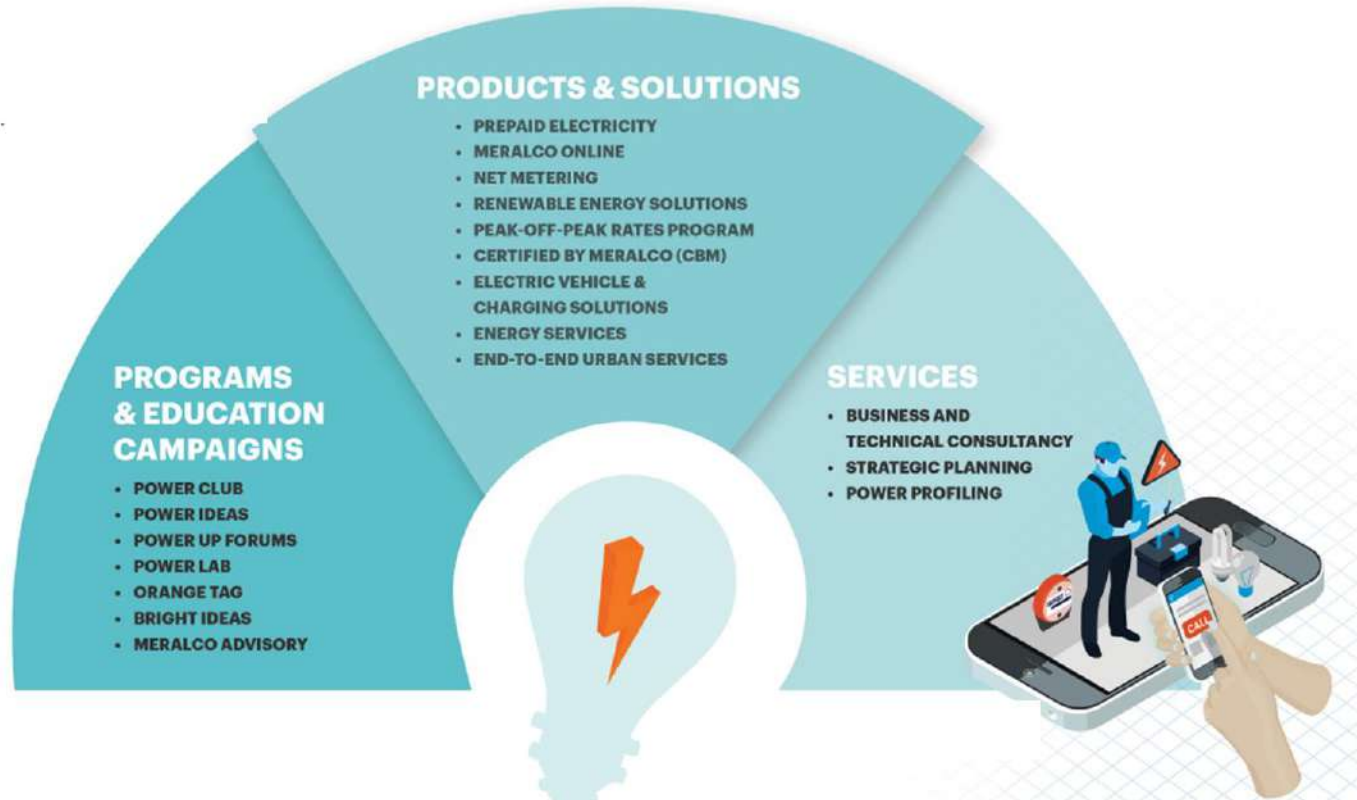 PRODUCTS & SOLUTIONS
• PREPAID ELECTRICITY
• MERALCO ONLINE
• NET METERING
• RENEWABLE ENERGY SOLUTIONS
• PEAK-OFF-PEAK RATES PROGRAM
• CERTIFIED BY MERALCO (CBM)
• ELECTRIC VEHICLE &
CHARGING SOLUTIONS
• ENERGY SERVICES
• END-TO-END URBAN SERVICES
PROGRAMS
& EDUCATION
CAMPAIGNS
• POWER CLUB
• POWER IDEAS
• POWER UP FORUMS
• POWER LAB
• ORANGE TAG
• BRIGHT IDEAS
• MERALCO ADVISORY
SERVICES
• BUSINESS AND
TECHNICAL CONSULTANCY
• STRATEGIC PLANNING
• POWER PROFILING
CALL